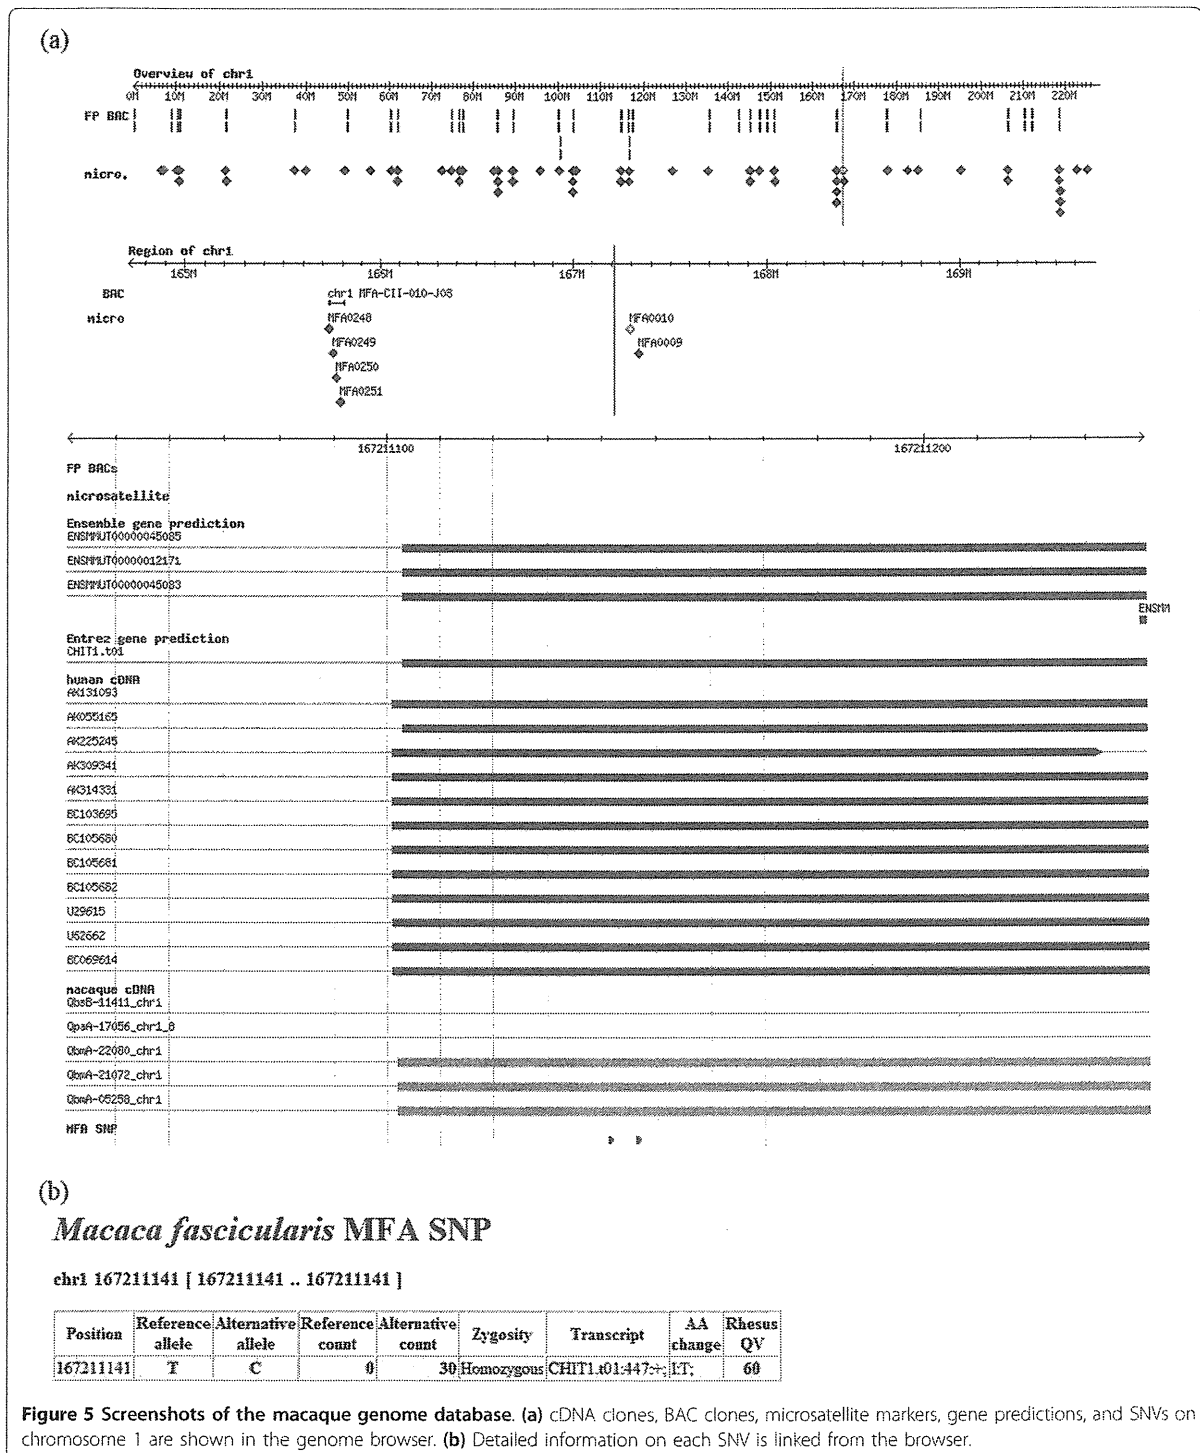 (a)
Overview of chr1
0M 10M 20M 30M 40M 50M 60M 70M 80M 90M 100M 110M 120M 130M 140M 150M 160M 170M 180M 190M 200M 210M 220M
FP BAC
micro.
Region of chr1
165M 166M 167M 168M 169M
BAC
chr1 MFA-CII-010-J08
micro
MFA0248 MFA0010
MFA0249 MFA0009
MFA0250
MFA0251
167211100 167211200
FP BACs
microsatellite
Ensemble gene prediction
ENSMMUT00000045085
ENSMMUT00000012171
ENSMMUT00000045083
ENSMM
Entrez gene prediction
CHIT1.t01
human cDNA
AK131093
AK055165
AK225245
AK309341
AK314331
BC103695
BC105680
BC105681
BC105682
U29615
U62662
BC069614
macaque cDNA
QbsB-11411_chr1
QpaA-17056_chr1_0
QbmA-22080_chr1
QbmA-21072_chr1
QbmA-05258_chr1
MFA SNP
(b)
Macaca fascicularis MFA SNP
chr1 167211141 [ 167211141 .. 167211141 ]
Position Reference allele Alternative allele Reference count Alternative count Zygosity Transcript AA change Rhesus QV
167211141 T C 0 30 Homozygous CHIT1.t01:447:+; I:T; 60
Figure 5 Screenshots of the macaque genome database. (a) cDNA clones, BAC clones, microsatellite markers, gene predictions, and SNVs on
chromosome 1 are shown in the genome browser. (b) Detailed information on each SNV is linked from the browser.